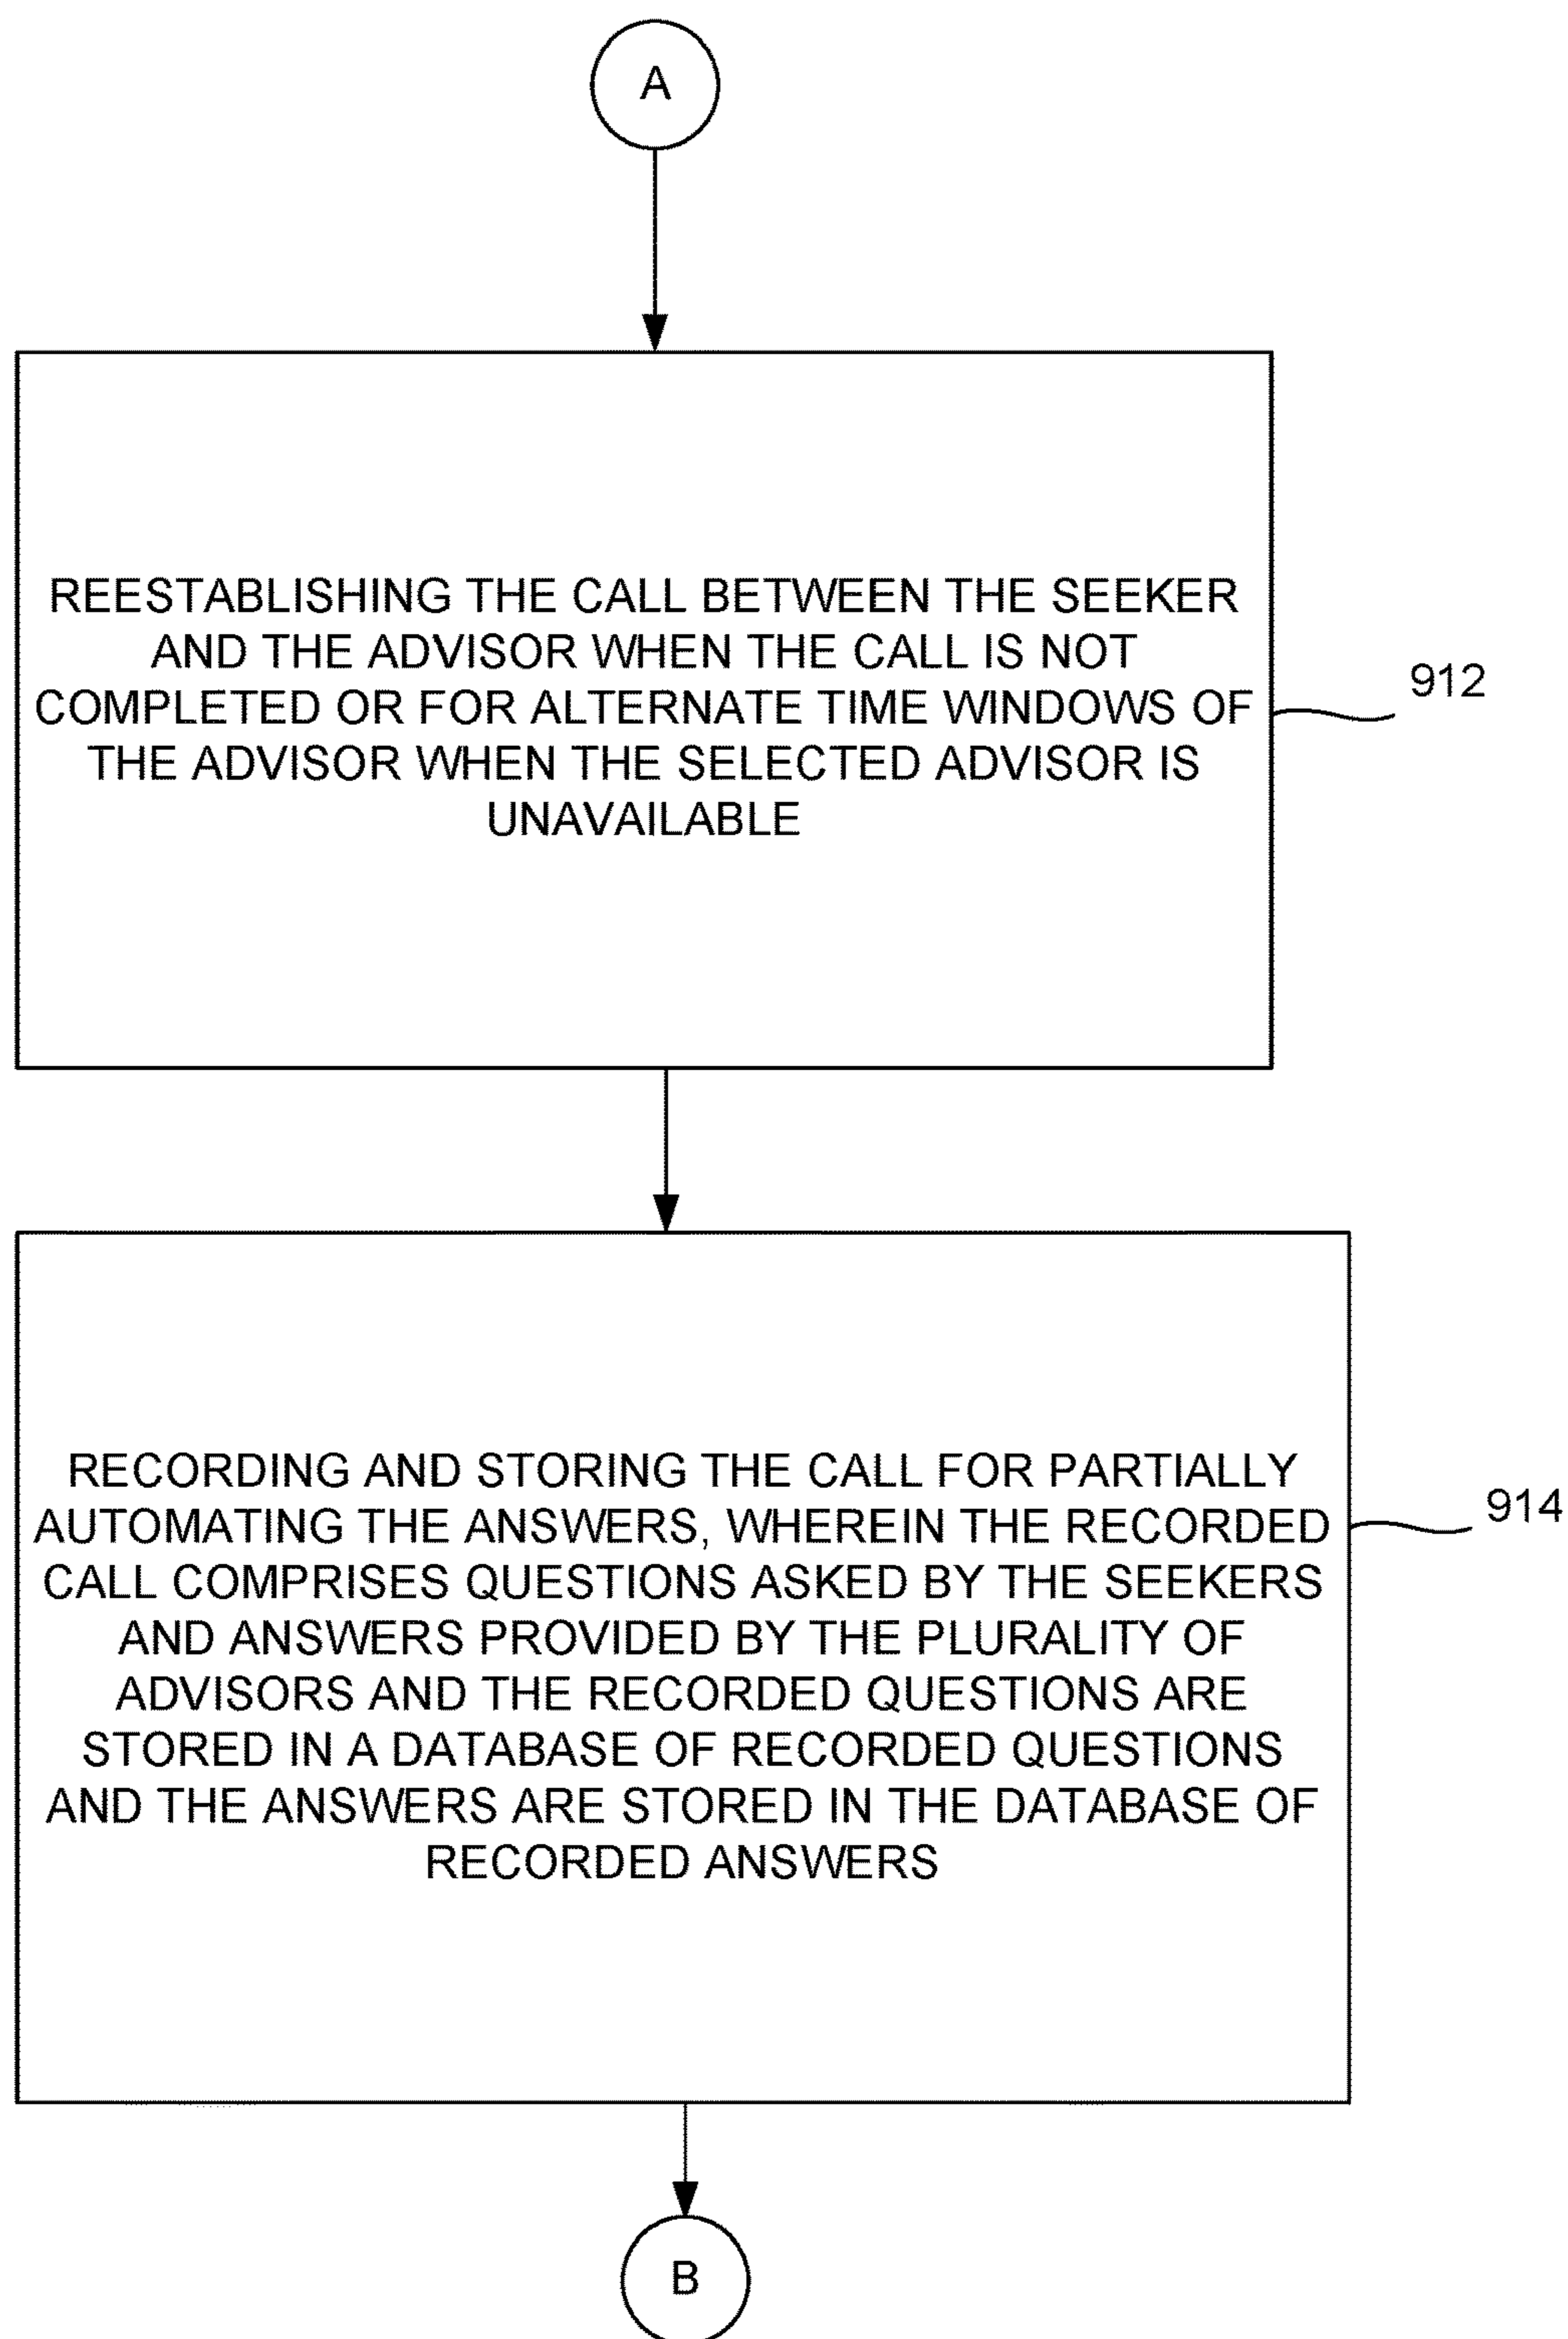 A
REESTABLISHING THE CALL BETWEEN THE SEEKER
AND THE ADVISOR WHEN THE CALL IS NOT
COMPLETED OR FOR ALTERNATE TIME WINDOWS OF
THE ADVISOR WHEN THE SELECTED ADVISOR IS
UNAVAILABLE
912
RECORDING AND STORING THE CALL FOR PARTIALLY
AUTOMATING THE ANSWERS, WHEREIN THE RECORDED
CALL COMPRISES QUESTIONS ASKED BY THE SEEKERS
AND ANSWERS PROVIDED BY THE PLURALITY OF
ADVISORS AND THE RECORDED QUESTIONS ARE
STORED IN A DATABASE OF RECORDED QUESTIONS
AND THE ANSWERS ARE STORED IN THE DATABASE OF
RECORDED ANSWERS
914
B